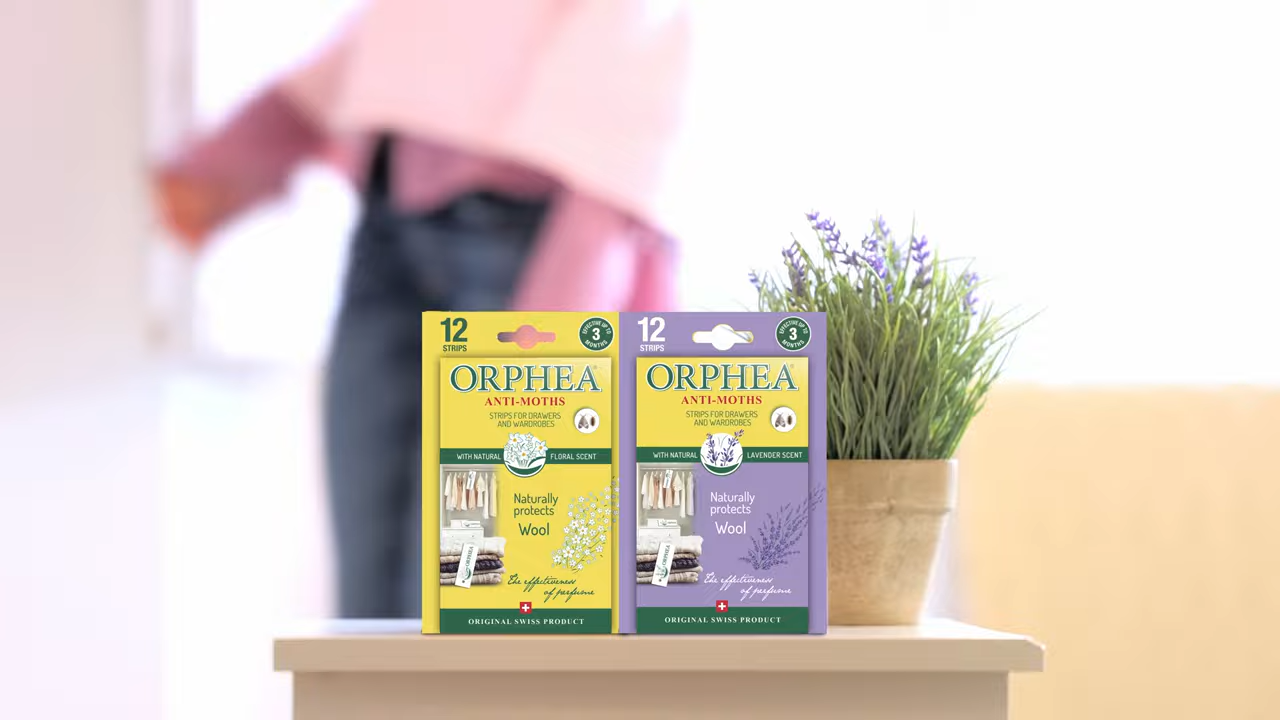 12
STRIPS
EFFECTIVE UP TO
3
MONTHS
ORPHEA®
ANTI-MOTHS
STRIPS FOR DRAWERS
AND WARDROBES
WITH NATURAL FLORAL SCENT
Naturally
protects
Wool
ORPHEA
The effectiveness
of perfume
ORIGINAL SWISS PRODUCT
12
STRIPS
EFFECTIVE UP TO
3
MONTHS
ORPHEA®
ANTI-MOTHS
STRIPS FOR DRAWERS
AND WARDROBES
WITH NATURAL LAVENDER SCENT
Naturally
protects
Wool
ORPHEA
The effectiveness
of perfume
ORIGINAL SWISS PRODUCT